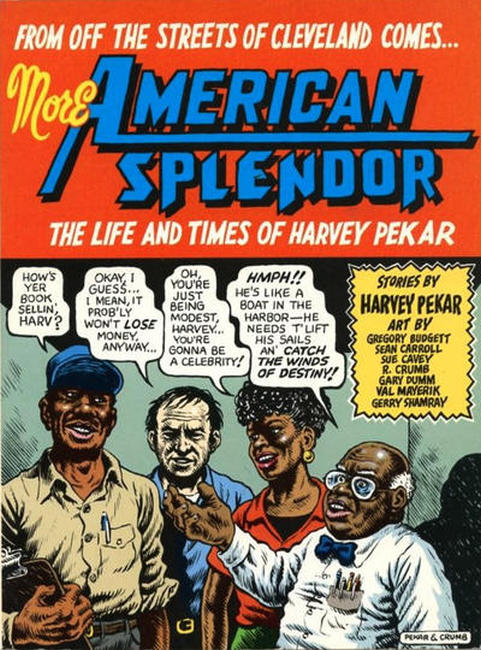 FROM OFF THE STREETS OF CLEVELAND COMES...
More AMERICAN
SPLENDOR
THE LIFE AND TIMES OF HARVEY PEKAR
HOW'S
YER
BOOK
SELLIN',
HARV?
OKAY, I
GUESS...
I MEAN, IT
PROB'LY
WON'T LOSE
MONEY,
ANYWAY...
OH,
YOU'RE
JUST
BEING
MODEST,
HARVEY...
YOU'RE
GONNA BE
A CELEBRITY!
HMPH!!
HE'S LIKE A
BOAT IN THE
HARBOR—HE
NEEDS T'LIFT
HIS SAILS
AN' CATCH
THE WINDS
OF DESTINY!
STORIES BY
HARVEY PEKAR
ART BY
GREGORY BUDGETT
SEAN CARROLL
SUE CAVEY
R. CRUMB
GARY DUMM
VAL MAYERIK
GERRY SHAMRAY
PEKAR & CRUMB